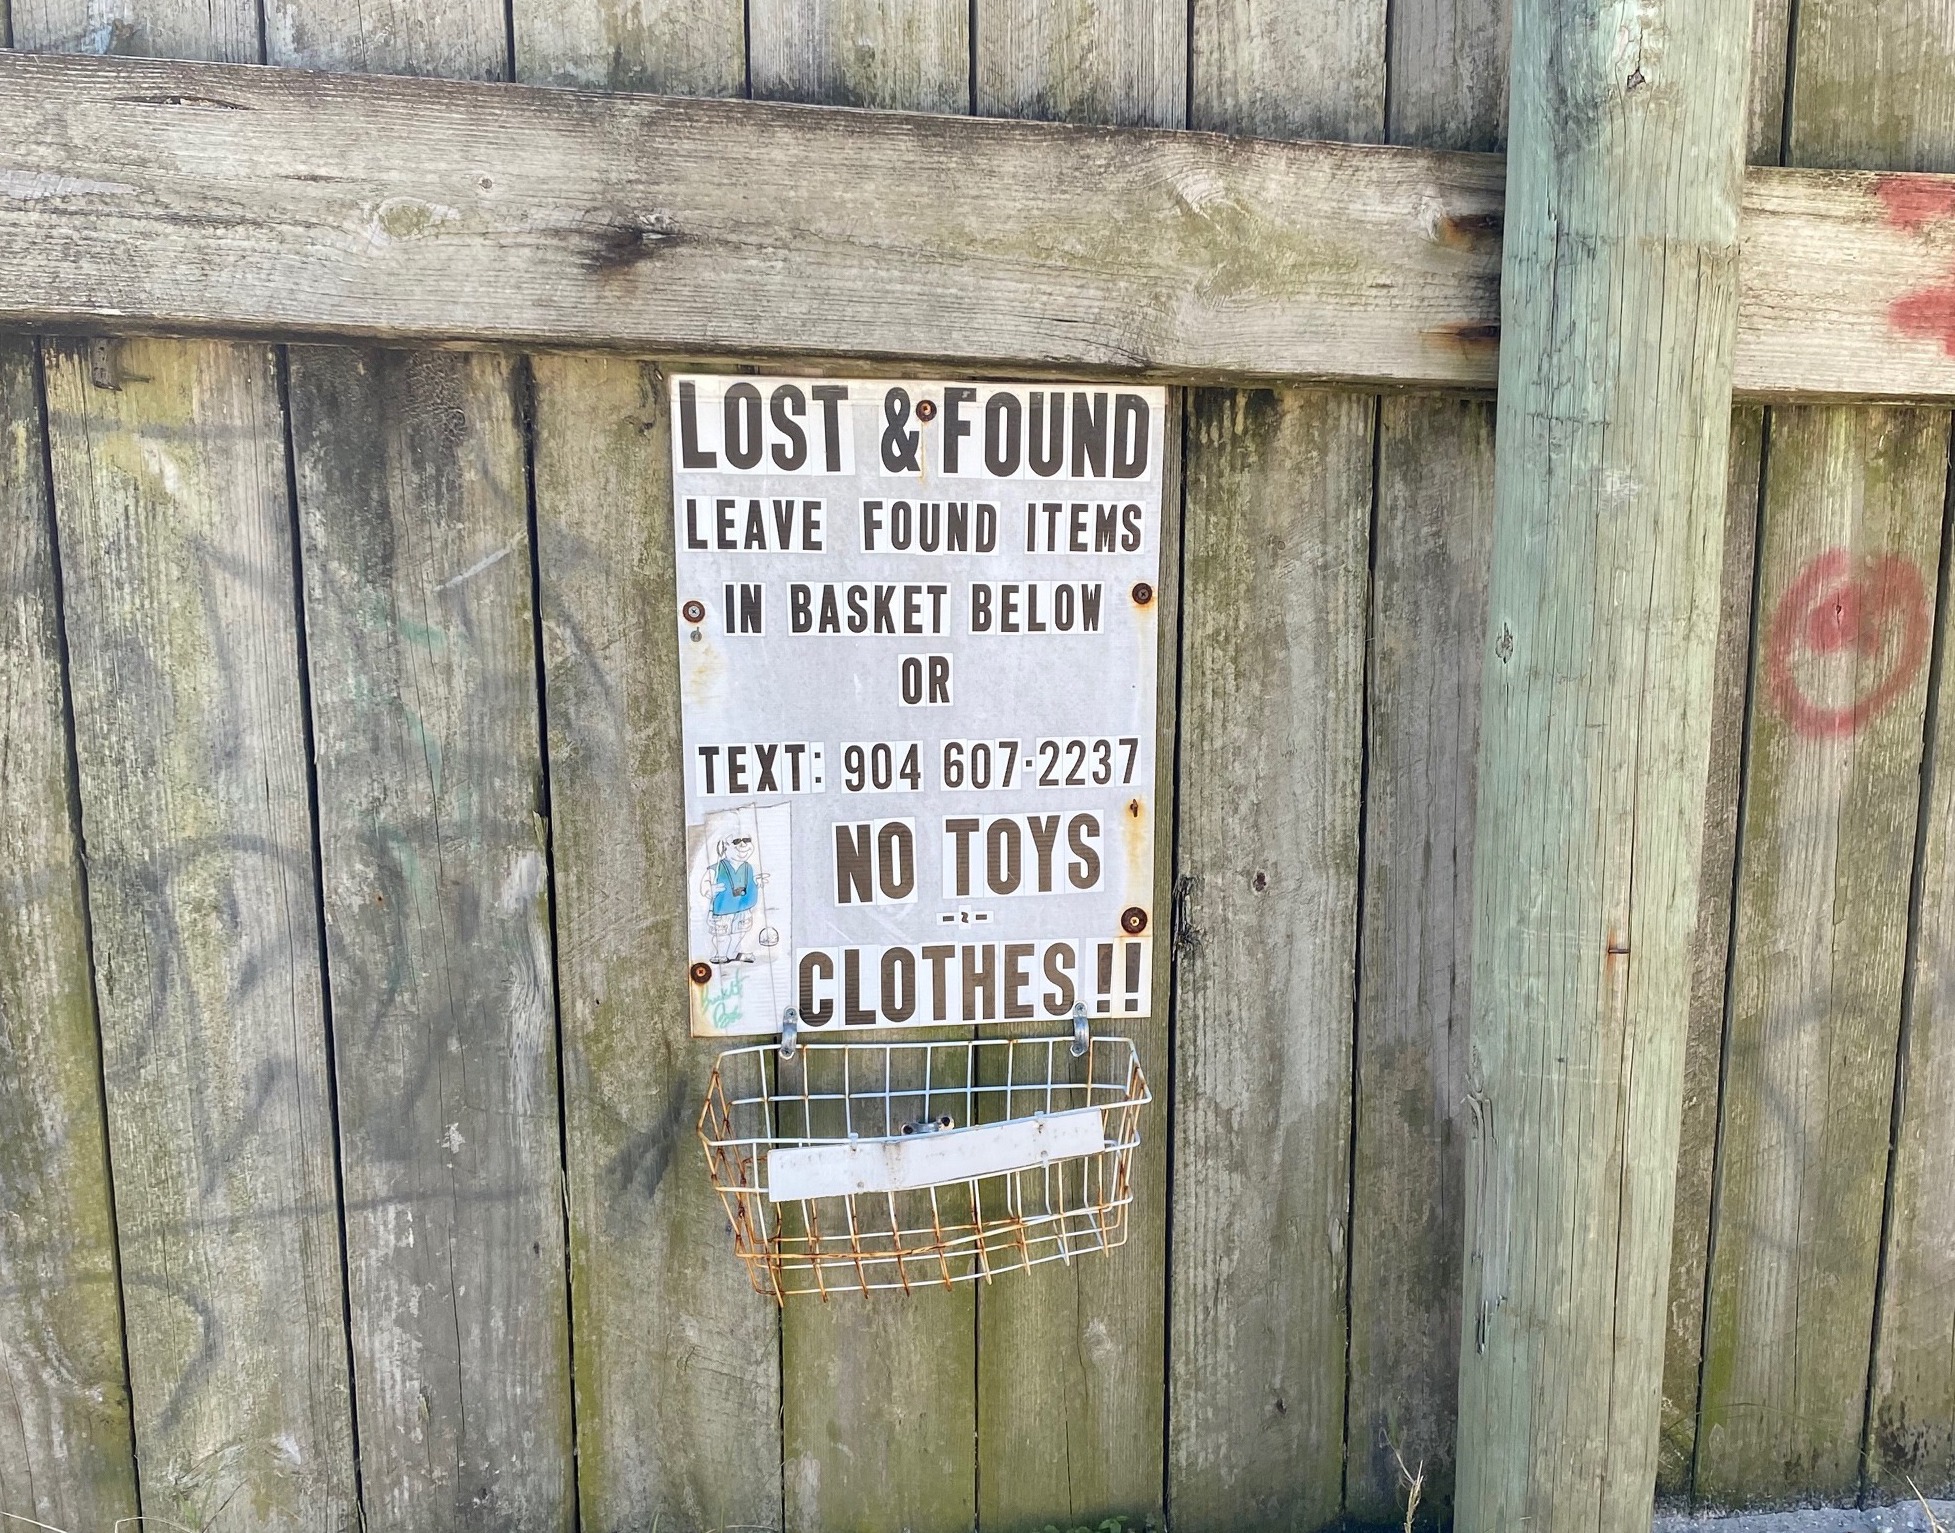 LOST & FOUND
LEAVE FOUND ITEMS
IN BASKET BELOW
OR
TEXT: 904 607-2237
NO TOYS
CLOTHES!!